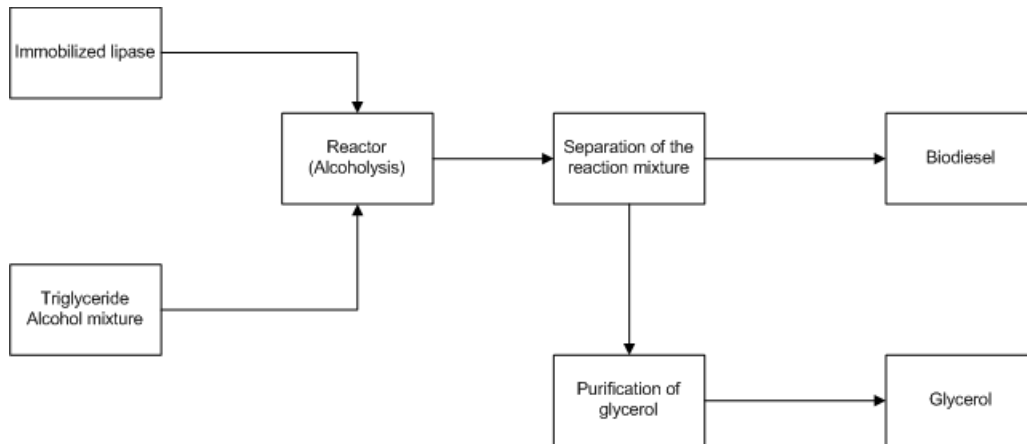 Immobilized lipase
Reactor
(Alcoholysis)
Separation of the
reaction mixture
Biodiesel
Triglyceride
Alcohol mixture
Purification of
glycerol
Glycerol